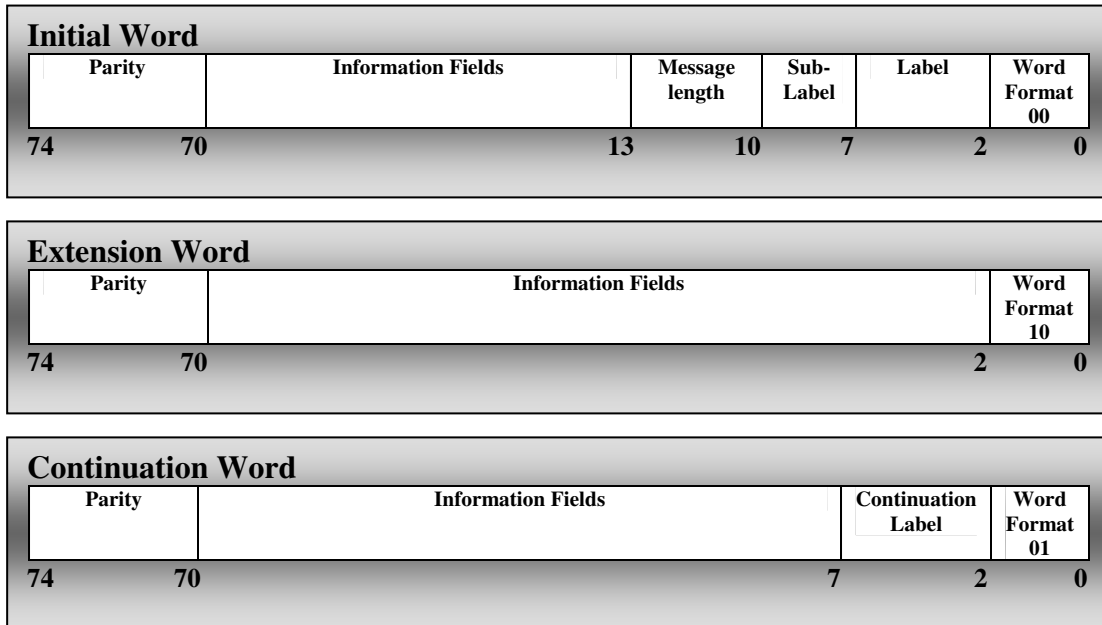 Initial Word
Parity Information Fields Message Sub- Label Word
length Label Format
00
74 70 13 10 7 2 0
Extension Word
Parity Information Fields Word
Format
10
74 70 2 0
Continuation Word
Parity Information Fields Continuation Word
Label Format
01
74 70 7 2 0